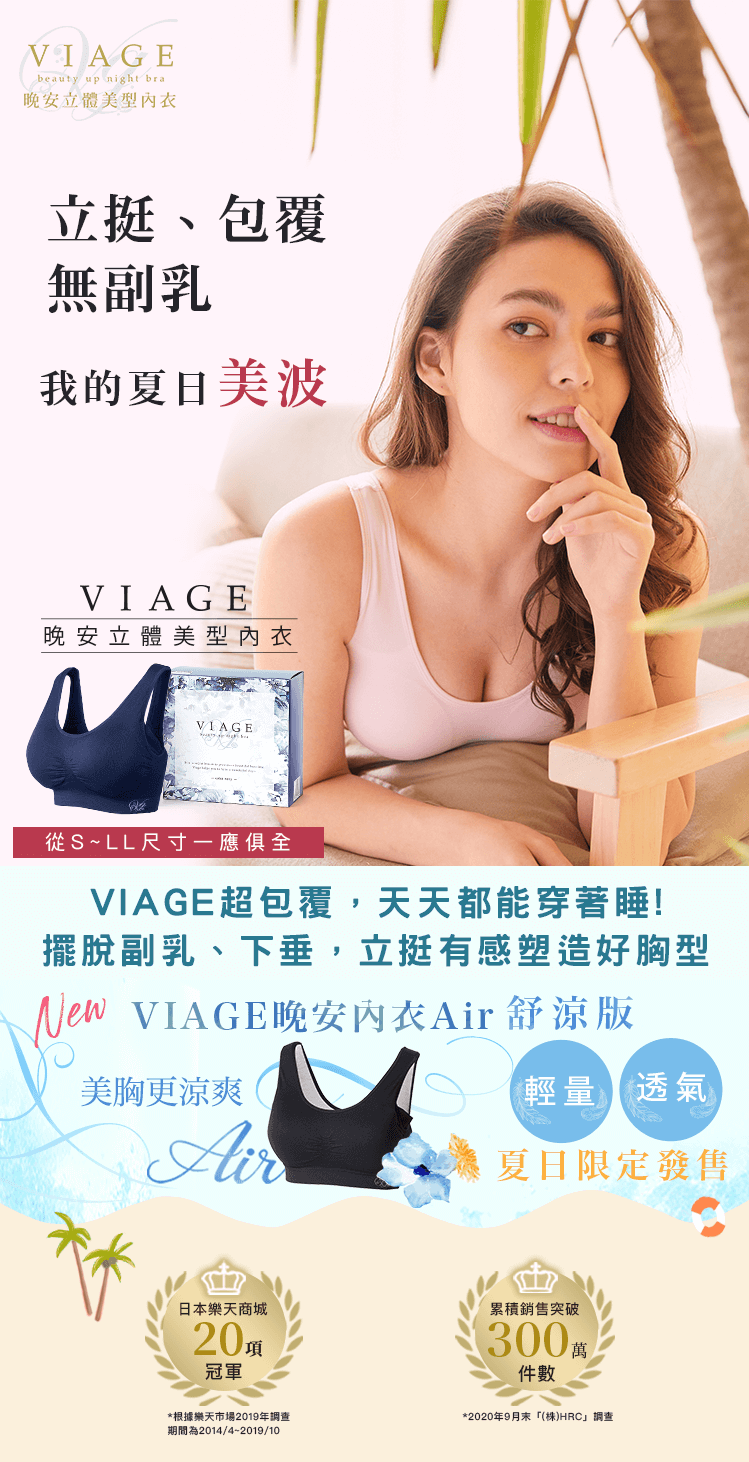 VIAGE
beauty up night bra
晚安立體美型內衣
立挺、包覆
無副乳
我的夏日美波
VIAGE
晚安立體美型內衣
VIAGE
beauty up night bra
從S~LL尺寸一應俱全
VIAGE超包覆，天天都能穿著睡!
擺脫副乳、下垂，立挺有感塑造好胸型
New VIAGE晚安內衣Air 舒涼版
美胸更涼爽
輕量
透氣
Air
夏日限定發售
日本樂天商城
20項
冠軍
*根據樂天市場2019年調查
期間為2014/4~2019/10
累積銷售突破
300萬
件數
*2020年9月末「(株)HRC」調查